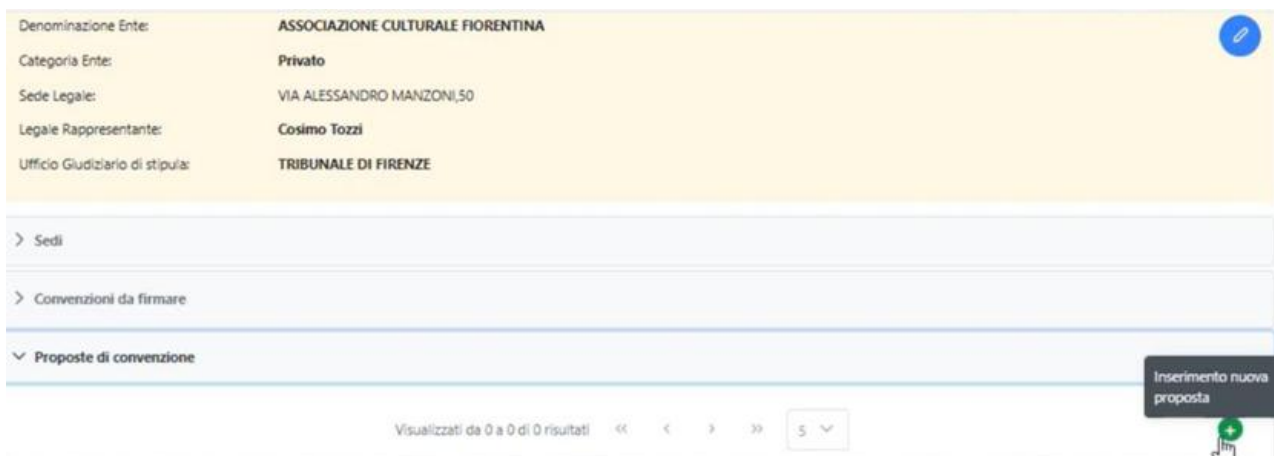 Denominazione Ente: ASSOCIAZIONE CULTURALE FIORENTINA
Categoria Ente: Privato
Sede Legale: VIA ALESSANDRO MANZONI,50
Legale Rappresentante: Cosimo Tozzi
Ufficio Giudiziario di stipula: TRIBUNALE DI FIRENZE
Sedi
Convenzioni da firmare
Proposte di convenzione
Inserimento nuova
proposta
Visualizzati da 0 a 0 di 0 risultati << < > >> 5